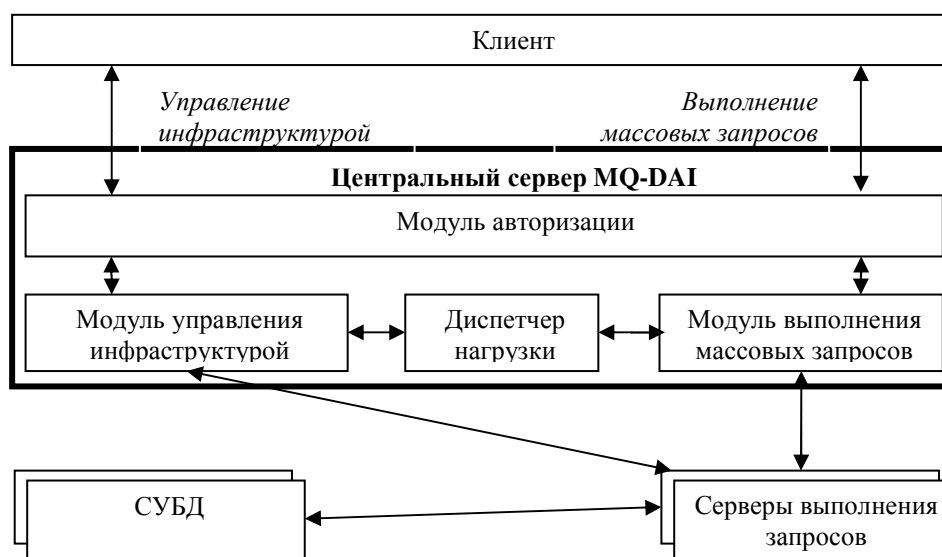 Клиент
Управление
инфраструктурой
Выполнение
массовых запросов
Центральный сервер MQ-DAI
Модуль авторизации
Модуль управления
инфраструктурой
Диспетчер
нагрузки
Модуль выполнения
массовых запросов
СУБД
Серверы выполнения
запросов